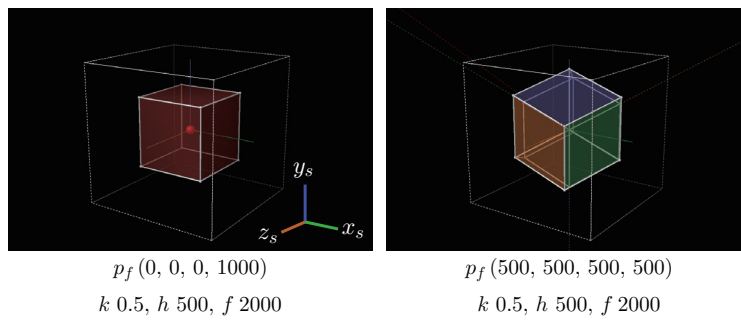 y_s
z_s
x_s
p_f (0, 0, 0, 1000)
k 0.5, h 500, f 2000
p_f (500, 500, 500, 500)
k 0.5, h 500, f 2000